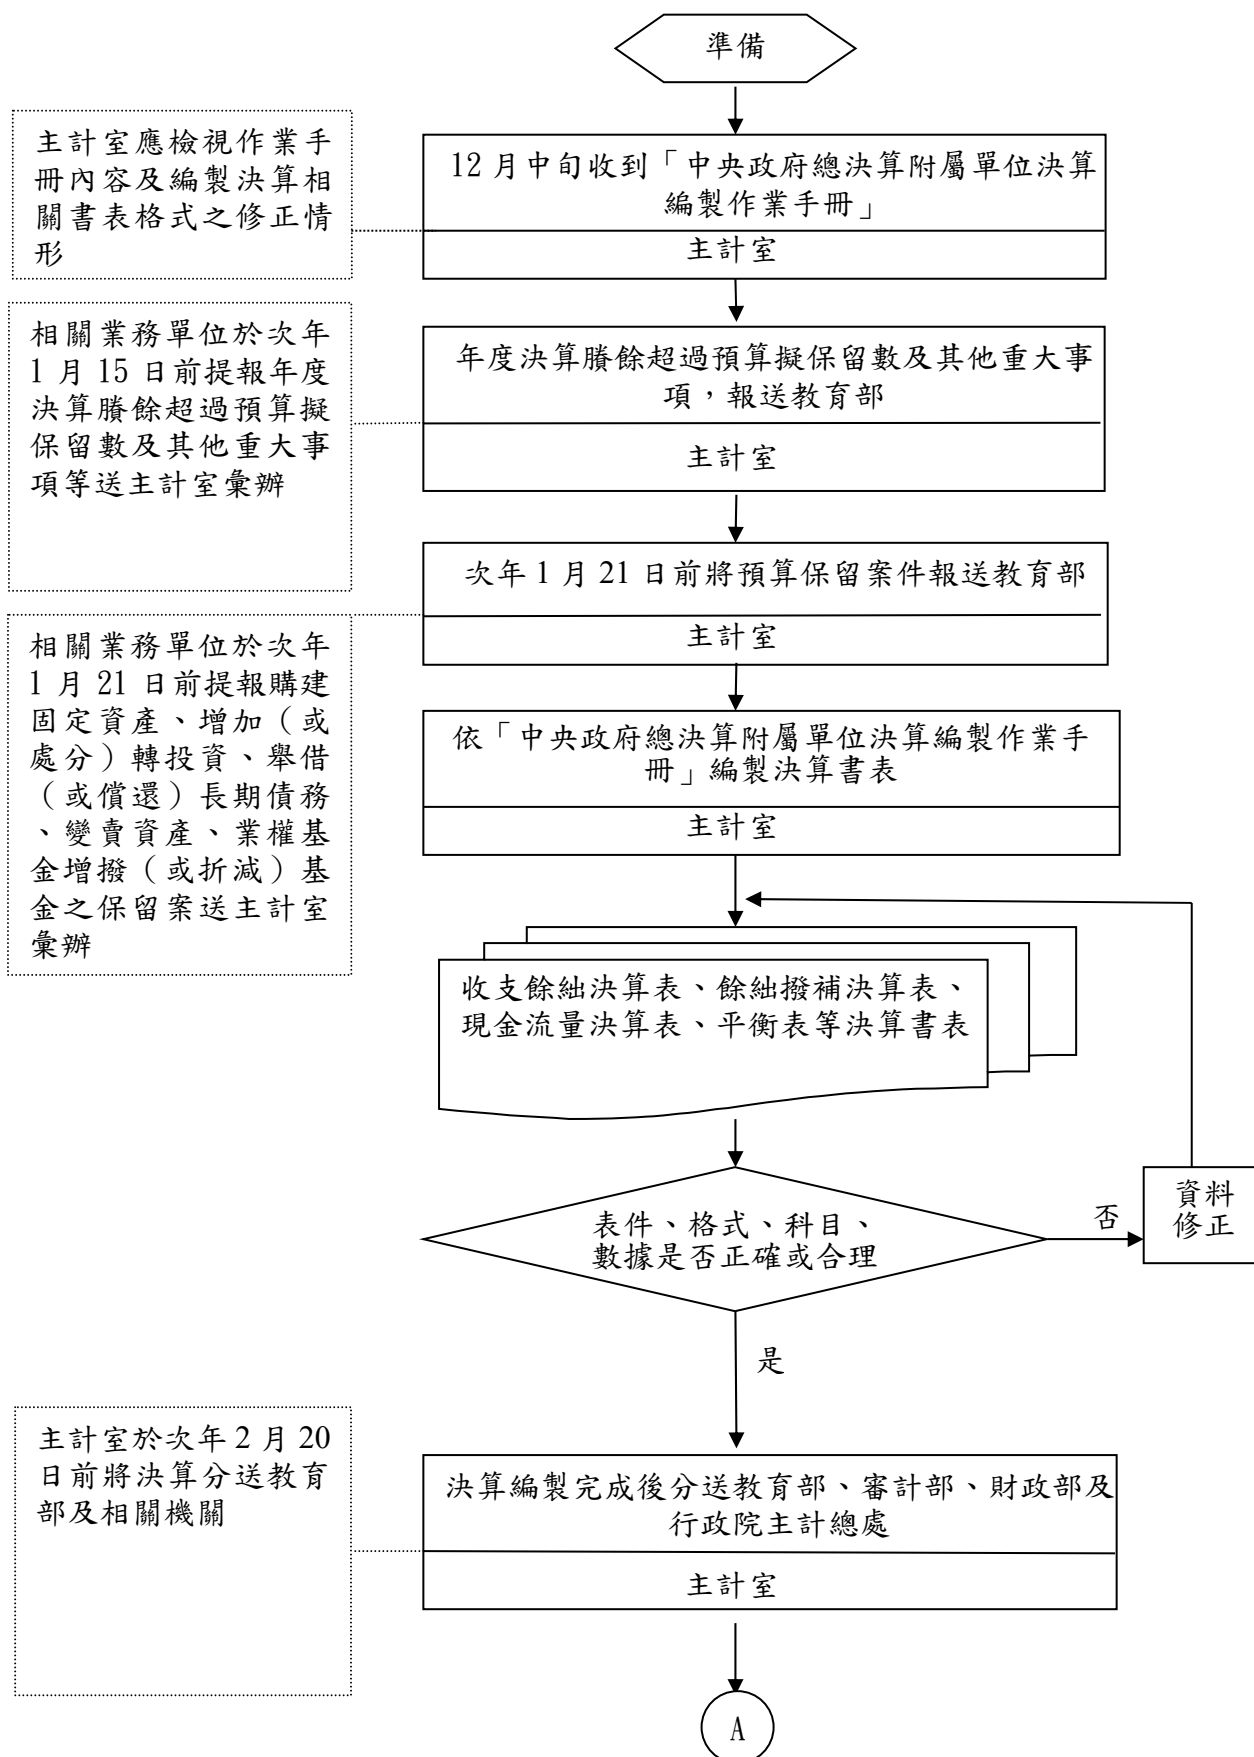 準備
主計室應檢視作業手
冊內容及編製決算相
關書表格式之修正情
形
12月中旬收到「中央政府總決算附屬單位決算
編製作業手冊」
主計室
相關業務單位於次年
1月15日前提報年度
決算賸餘超過預算擬
保留數及其他重大事
項等送主計室彙辦
年度決算賸餘超過預算擬保留數及其他重大事
項，報送教育部
主計室
次年1月21日前將預算保留案件報送教育部
主計室
相關業務單位於次年
1月21日前提報購建
固定資產、增加（或
處分）轉投資、舉借
（或償還）長期債務
、變賣資產、業權基
金增撥（或折減）基
金之保留案送主計室
彙辦
依「中央政府總決算附屬單位決算編製作業手
冊」編製決算書表
主計室
收支餘絀決算表、餘絀撥補決算表、
現金流量決算表、平衡表等決算書表
表件、格式、科目、
數據是否正確或合理
否
資料
修正
是
主計室於次年2月20
日前將決算分送教育
部及相關機關
決算編製完成後分送教育部、審計部、財政部及
行政院主計總處
主計室
A